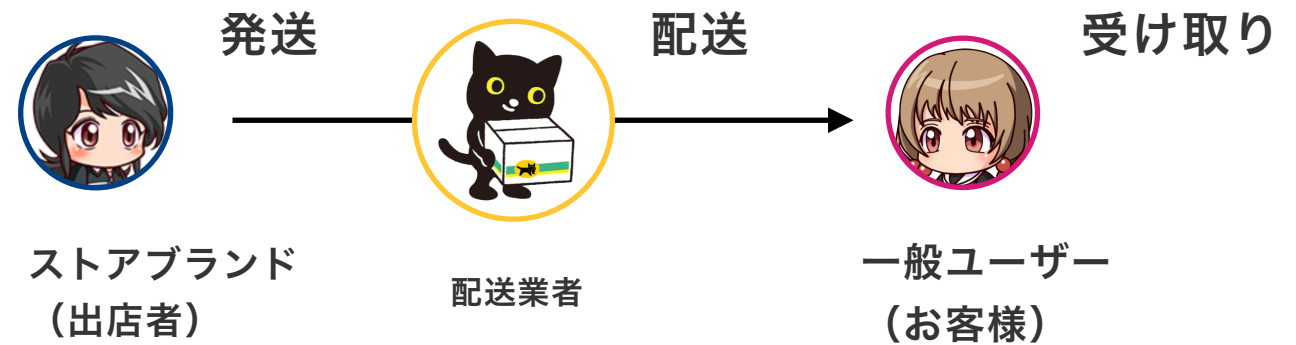 発送
配送
受け取り
ストアブランド
（出店者）
配送業者
一般ユーザー
（お客様）